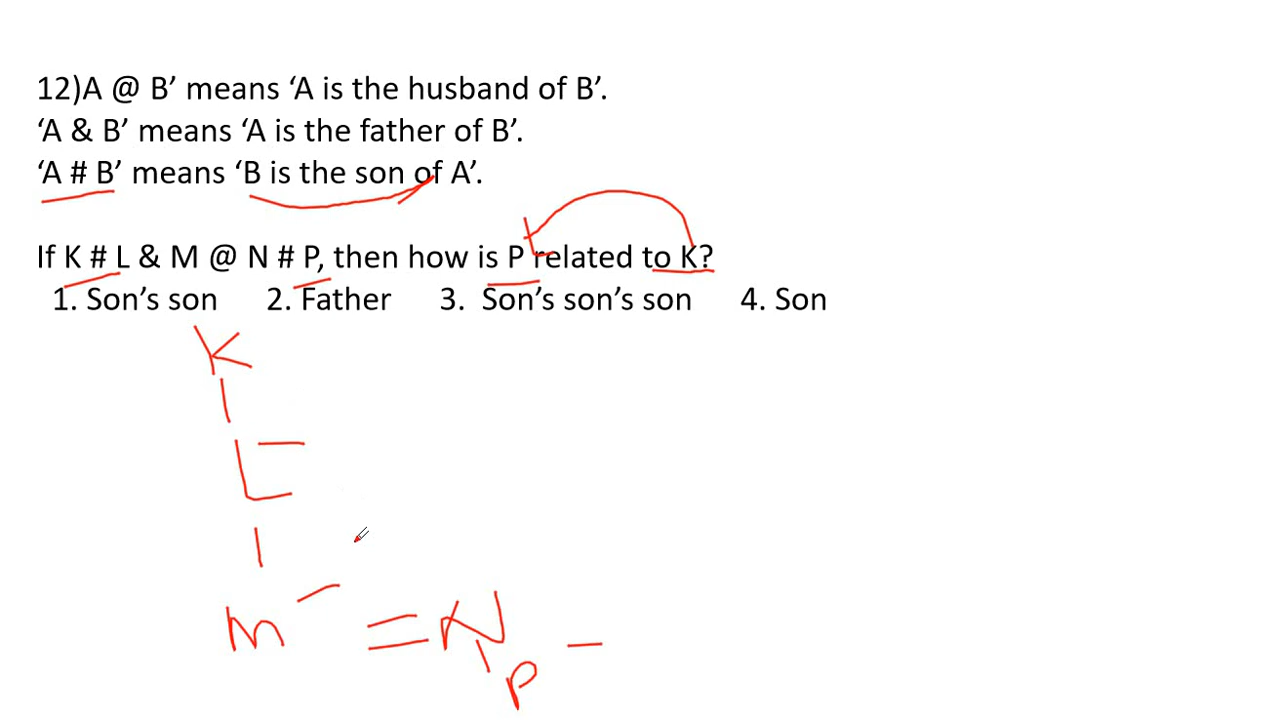 12)A @ B’ means ‘A is the husband of B’.
‘A & B’ means ‘A is the father of B’.
‘A # B’ means ‘B is the son of A’.
If K # L & M @ N # P, then how is P related to K?
1. Son’s son 2. Father 3. Son’s son’s son 4. Son
K
L
M = N
P